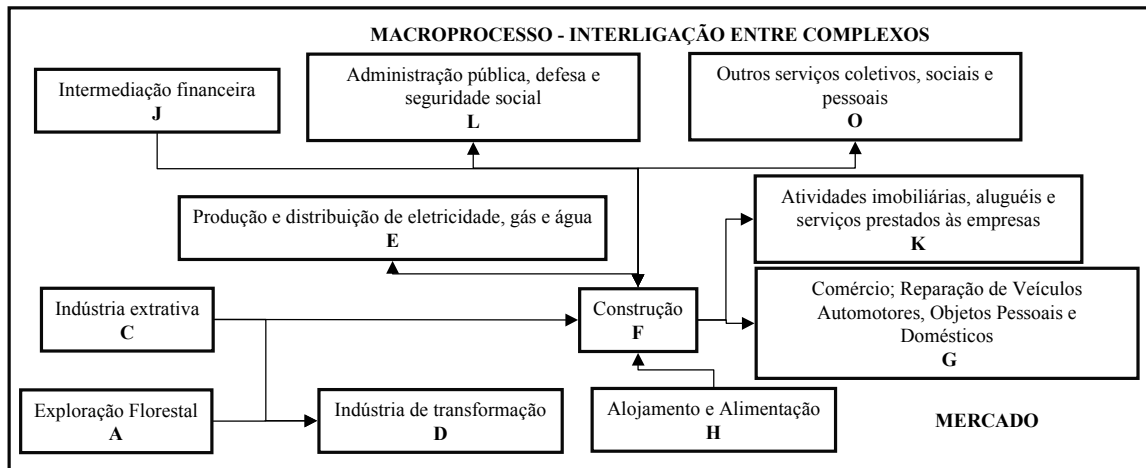 MACROPROCESSO - INTERLIGAÇÃO ENTRE COMPLEXOS
Intermediação financeira
J
Administração pública, defesa e
seguridade social
L
Outros serviços coletivos, sociais e
pessoais
O
Produção e distribuição de eletricidade, gás e água
E
Atividades imobiliárias, aluguéis e
serviços prestados às empresas
K
Indústria extrativa
C
Construção
F
Comércio; Reparação de Veículos
Automotores, Objetos Pessoais e
Domésticos
G
Exploração Florestal
A
Indústria de transformação
D
Alojamento e Alimentação
H
MERCADO